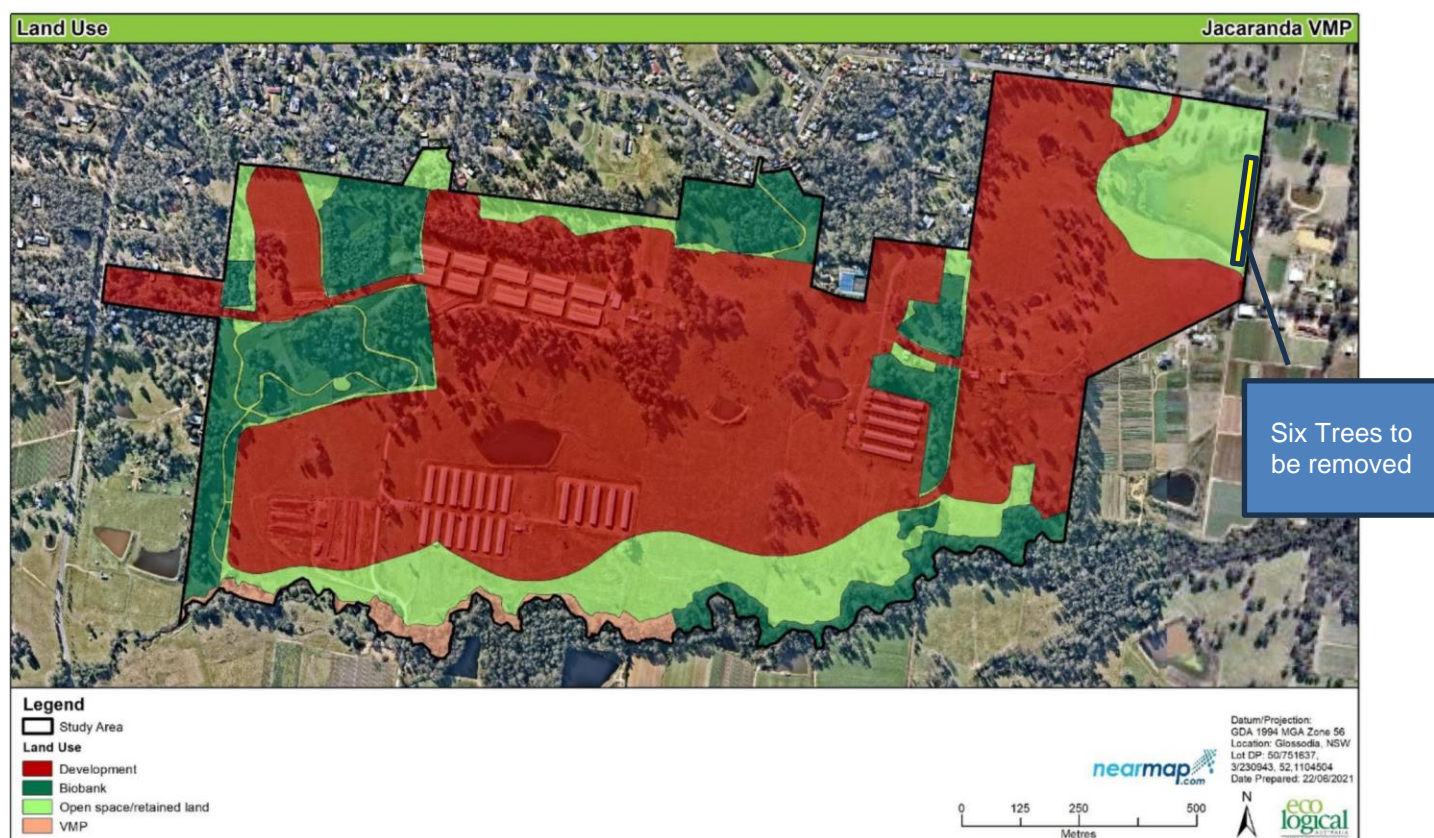 Land Use
Jacaranda VMP
Six Trees to
be removed
Legend
Study Area
Land Use
Development
Biobank
Open space/retained land
VMP
nearmap
.com
0 125 250 500
Metres
Datum/Projection:
GDA 1994 MGA Zone 56
Location: Glossodia, NSW
Lot DP: 50/751637,
3/230943, 52,1104504
Date Prepared: 22/06/2021
N
eco
logical
AUSTRALIA